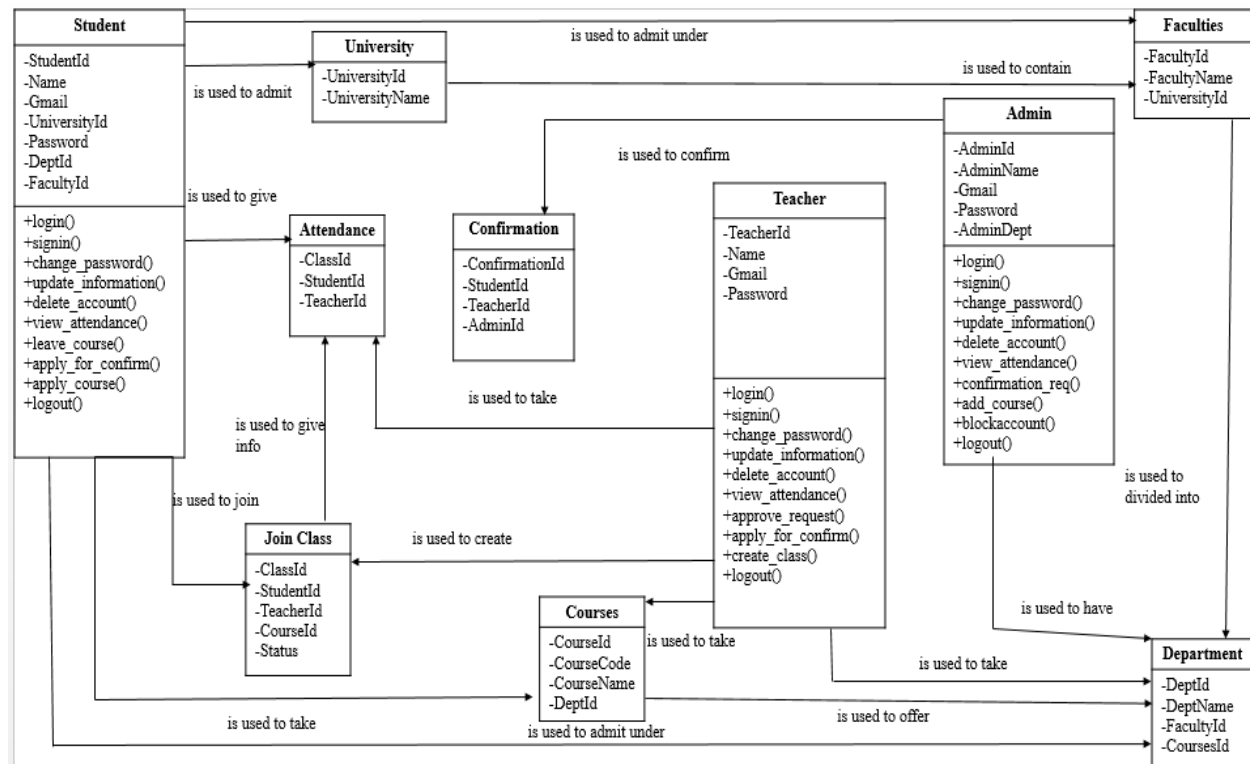 Student
-StudentId
-Name
-Gmail
-UniversityId
-Password
-DeptId
-FacultyId
+login()
+signin()
+change_password()
+update_information()
+delete_account()
+view_attendance()
+leave_course()
+apply_for_confirm()
+apply_course()
+logout()
is used to admit under
University
-UniversityId
-UniversityName
is used to admit
is used to contain
Faculties
-FacultyId
-FacultyName
-UniversityId
Admin
-AdminId
-AdminName
-Gmail
-Password
-AdminDept
+login()
+signin()
+change_password()
+update_information()
+delete_account()
+view_attendance()
+confirmation_req()
+add_course()
+blockaccount()
+logout()
is used to confirm
is used to give
Attendance
-ClassId
-StudentId
-TeacherId
Confirmation
-ConfirmationId
-StudentId
-TeacherId
-AdminId
Teacher
-TeacherId
-Name
-Gmail
-Password
+login()
+signin()
+change_password()
+update_information()
+delete_account()
+view_attendance()
+approve_request()
+apply_for_confirm()
+create_class()
+logout()
is used to take
is used to give
info
is used to
divided into
is used to join
Join Class
-ClassId
-StudentId
-TeacherId
-CourseId
-Status
is used to create
Courses
-CourseId
-CourseCode
-CourseName
-DeptId
is used to take
is used to have
is used to take
Department
-DeptId
-DeptName
-FacultyId
-CoursesId
is used to offer
is used to take
is used to admit under